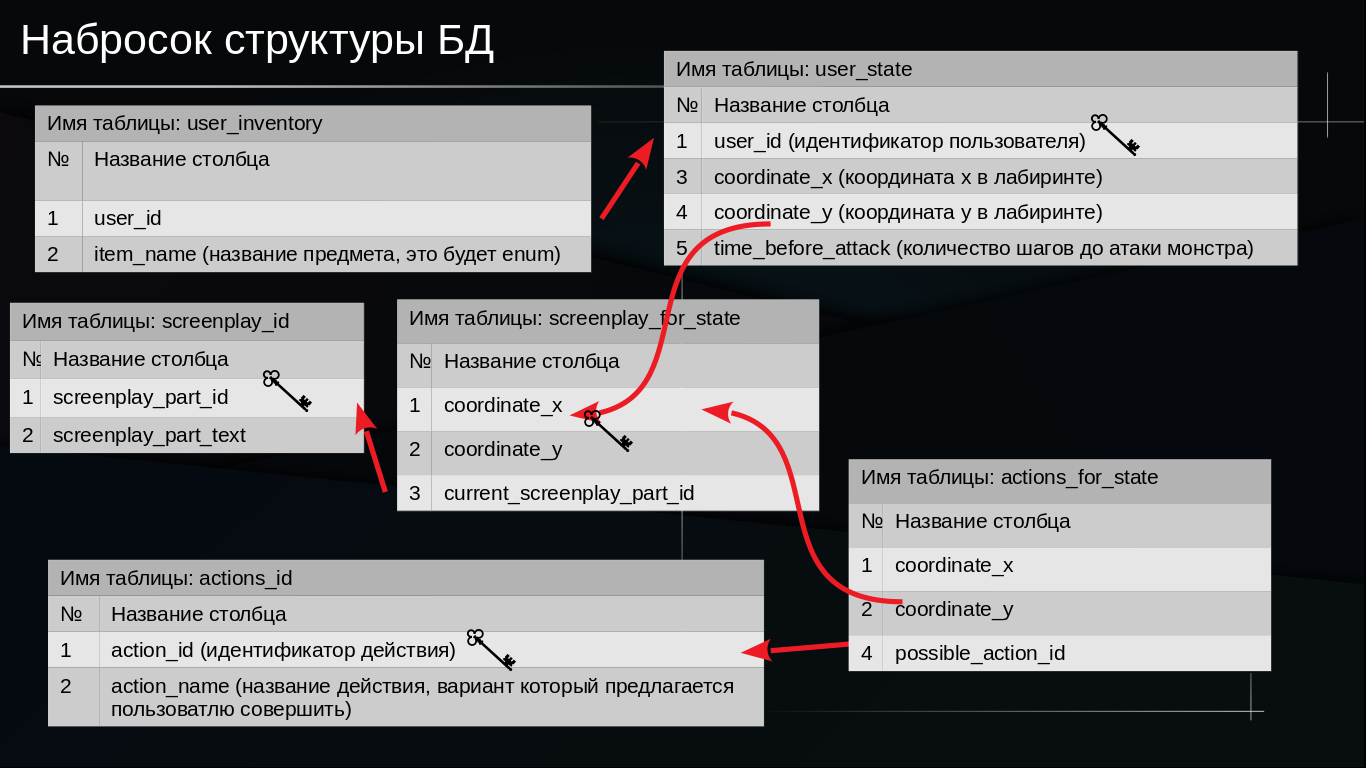 Набросок структуры БД
Имя таблицы: user_inventory
№ Название столбца
1 user_id
2 item_name (название предмета, это будет enum)
Имя таблицы: user_state
№ Название столбца
1 user_id (идентификатор пользователя)
3 coordinate_x (координата x в лабиринте)
4 coordinate_y (координата y в лабиринте)
5 time_before_attack (количество шагов до атаки монстра)
Имя таблицы: screenplay_id
№ Название столбца
1 screenplay_part_id
2 screenplay_part_text
Имя таблицы: screenplay_for_state
№ Название столбца
1 coordinate_x
2 coordinate_y
3 current_screenplay_part_id
Имя таблицы: actions_for_state
№ Название столбца
1 coordinate_x
2 coordinate_y
4 possible_action_id
Имя таблицы: actions_id
№ Название столбца
1 action_id (идентификатор действия)
2 action_name (название действия, вариант который предлагается
пользоватлю совершить)